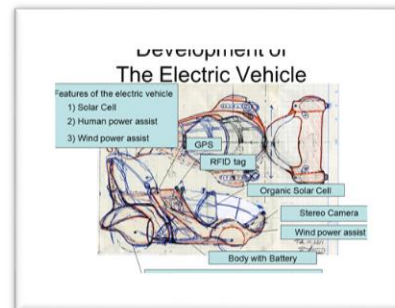 Development of
The Electric Vehicle
Features of the electric vehicle
1) Solar Cell
2) Human power assist
3) Wind power assist
GPS
RFID tag
Organic Solar Cell
Stereo Camera
Wind power assist
Body with Battery